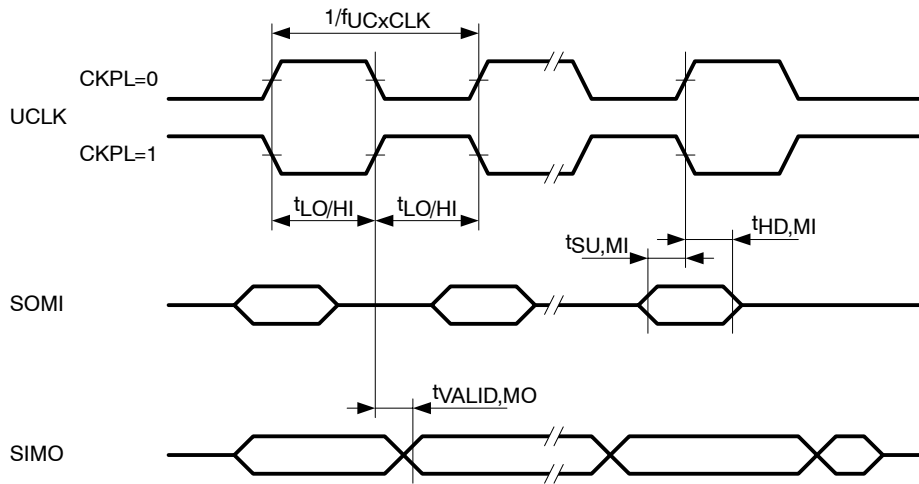 1/fUCxCLK
CKPL=0
UCLK
CKPL=1
tLO/HI tLO/HI
tHD,MI
tSU,MI
SOMI
tVALID,MO
SIMO